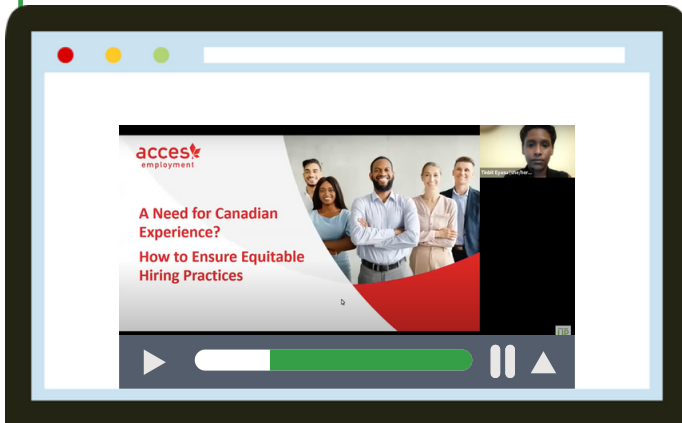 acces
employment
A Need for Canadian
Experience?
How to Ensure Equitable
Hiring Practices